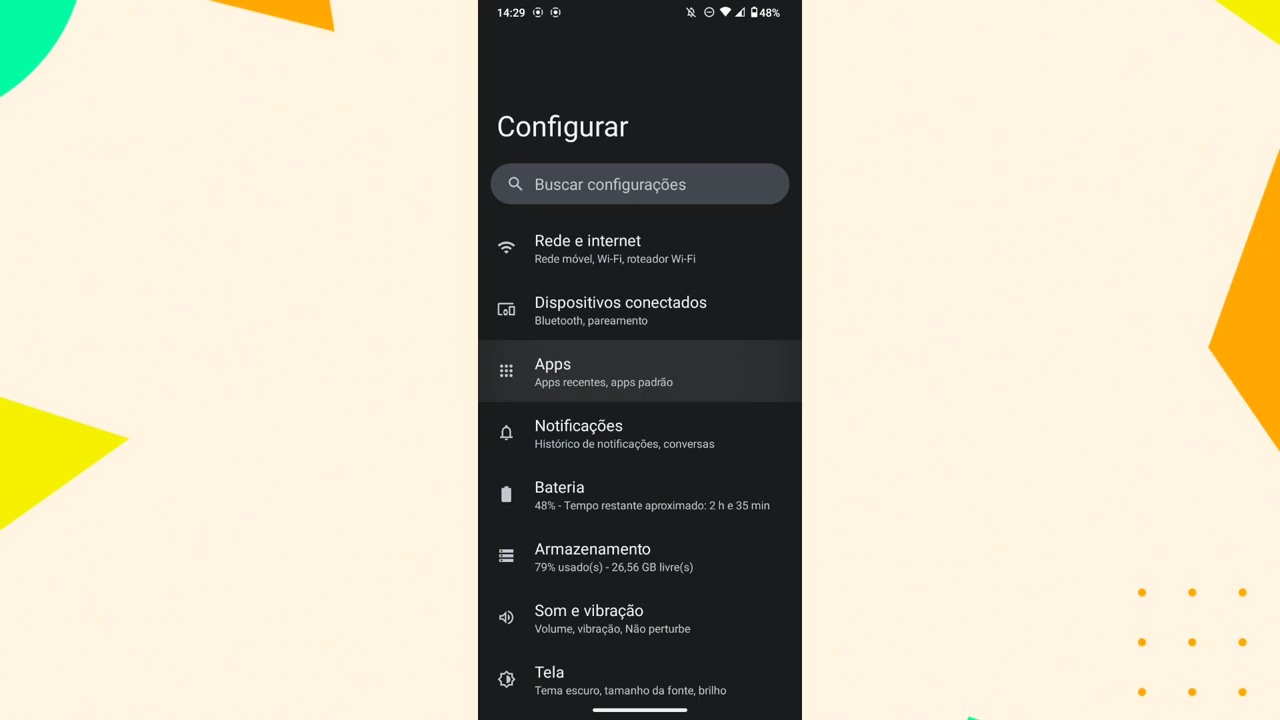 14:29 48%
Configurar
Buscar configurações
Rede e internet
Rede móvel, Wi-Fi, roteador Wi-Fi
Dispositivos conectados
Bluetooth, pareamento
Apps
Apps recentes, apps padrão
Notificações
Histórico de notificações, conversas
Bateria
48% - Tempo restante aproximado: 2 h e 35 min
Armazenamento
79% usado(s) - 26,56 GB livre(s)
Som e vibração
Volume, vibração, Não perturbe
Tela
Tema escuro, tamanho da fonte, brilho